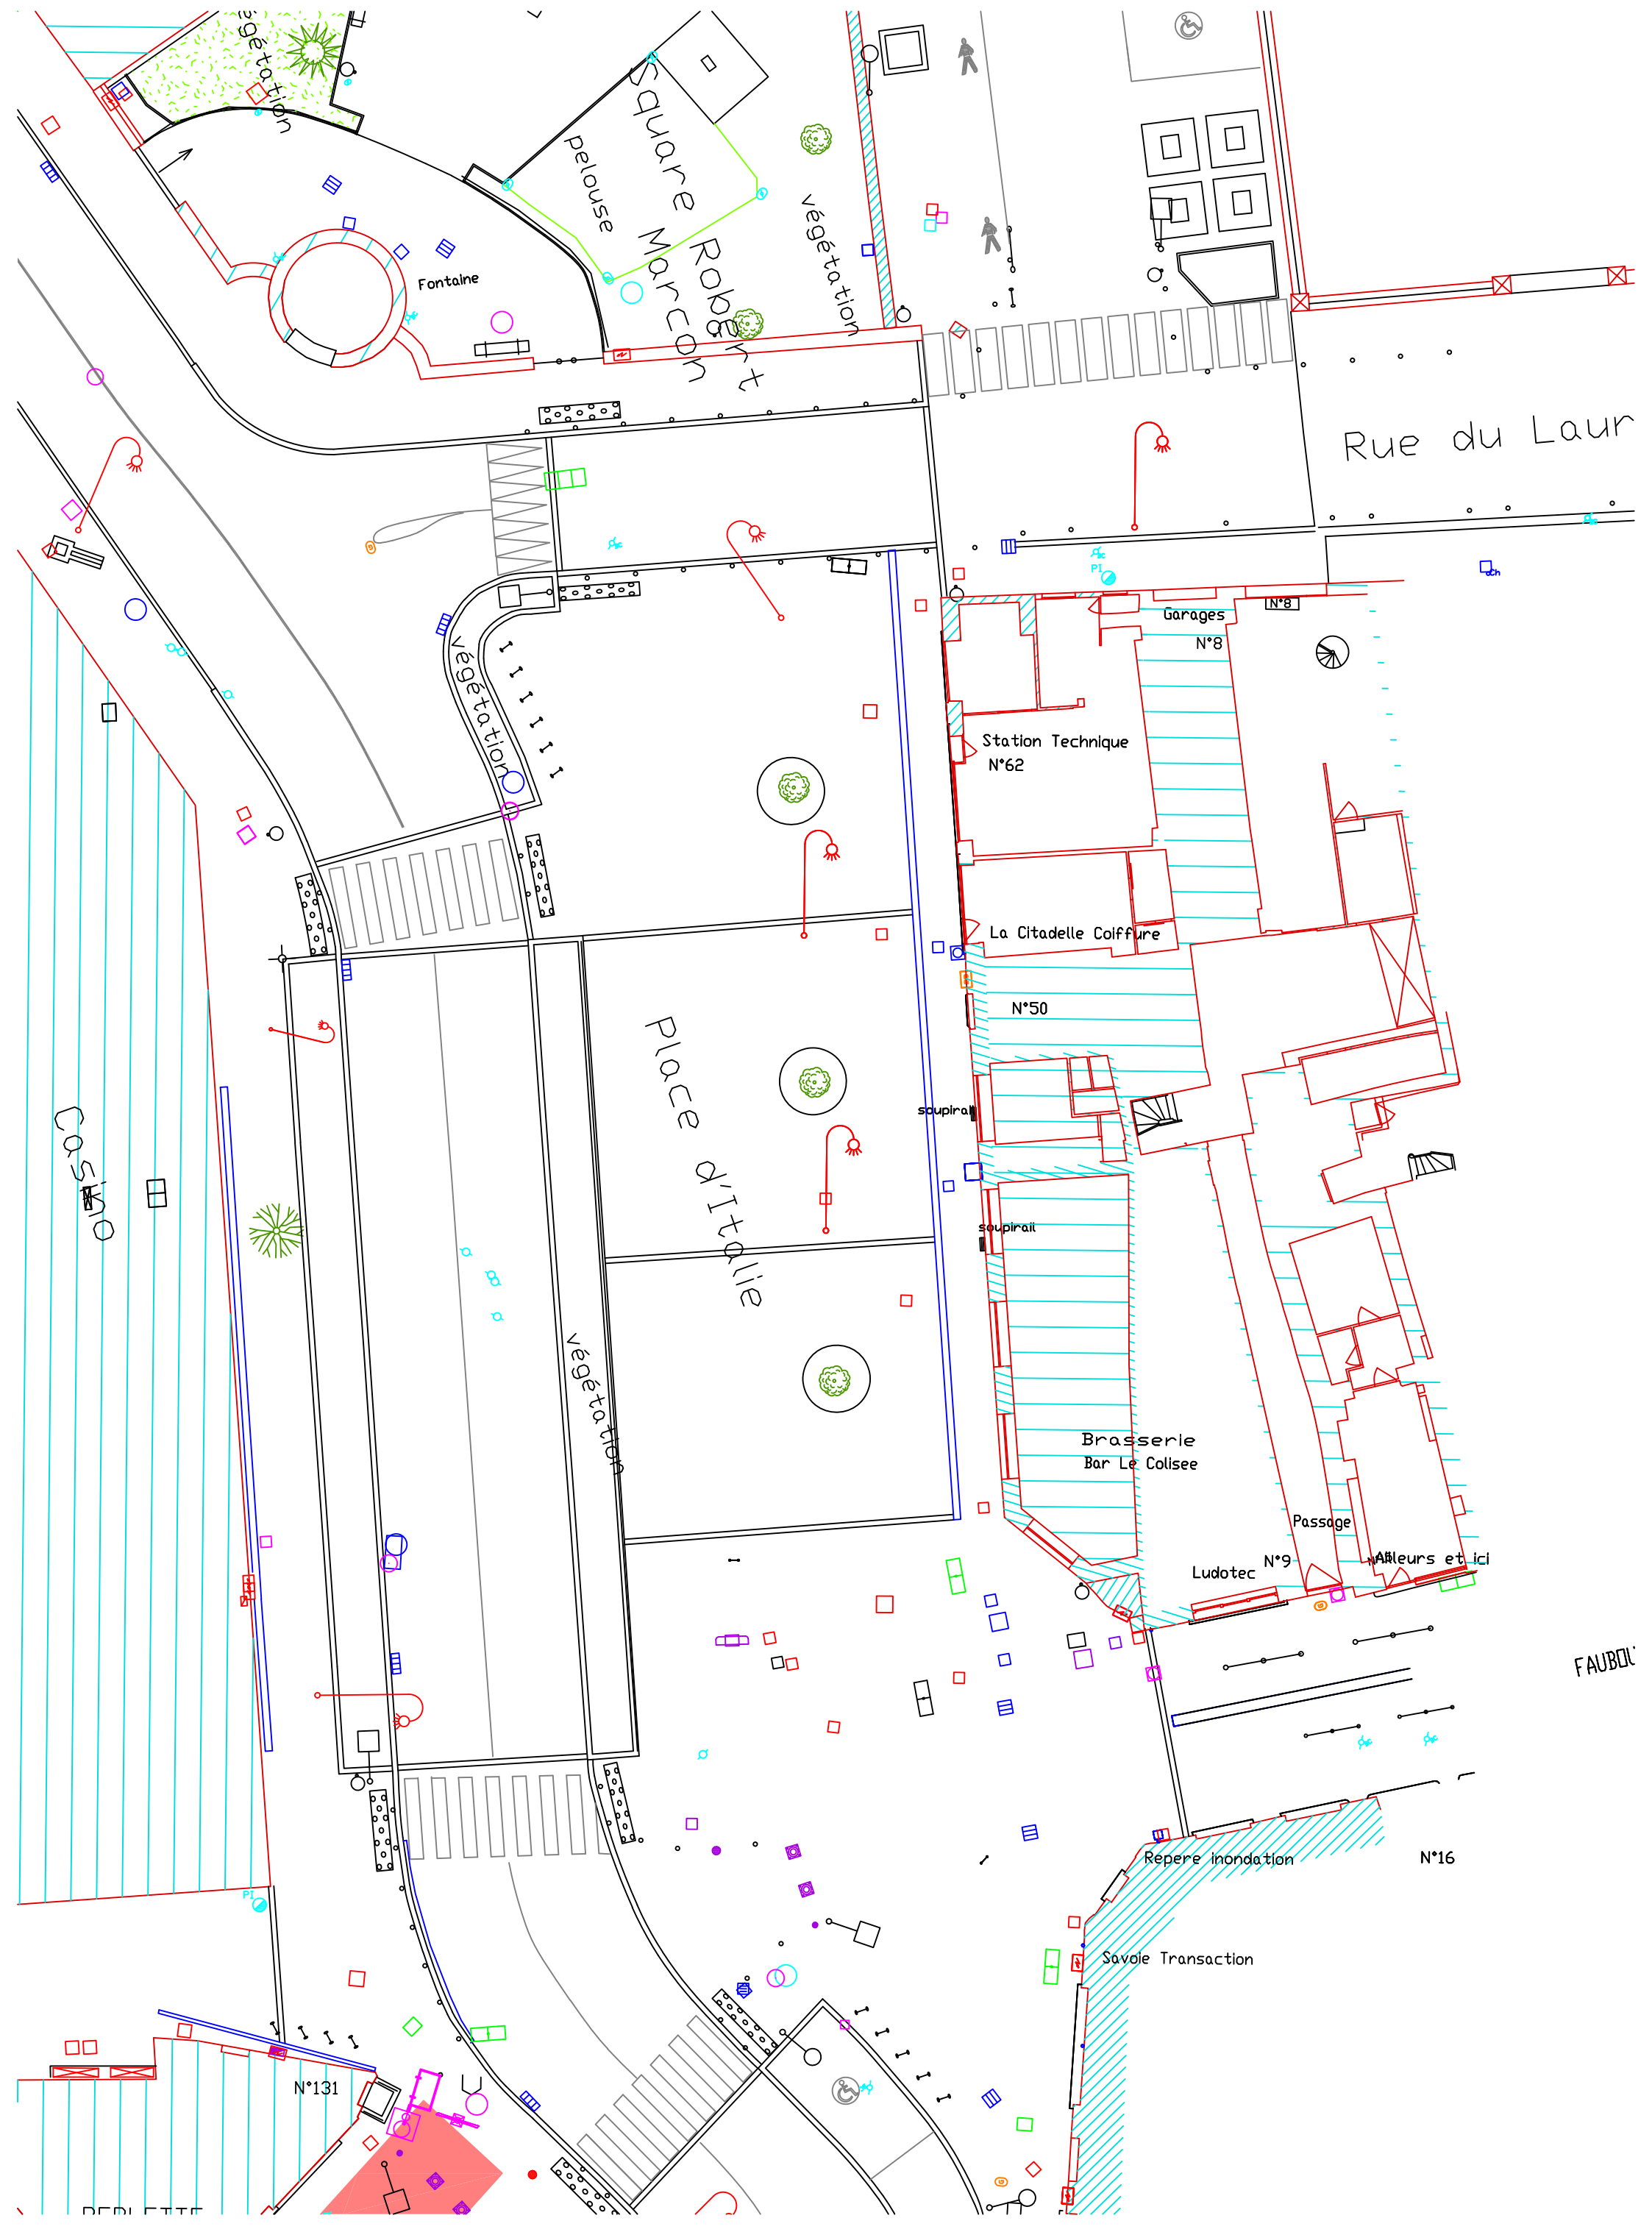 végétation
Square
Robert
Marcon
pelouse
végétation
Fontaine
Rue du Laur
PI
Ch
Garages
N°8
N°8
végétation
Station Technique
N°62
La Citadelle Coiffure
N°50
Place d'Italie
soupirail
Casino
soupirail
végétation
Brasserie
Bar Le Colisee
Passage
N°9
Ailleurs et ici
Ludotec
FAUBOU
Repere inondation
N°16
PI
Savoie Transaction
N°131